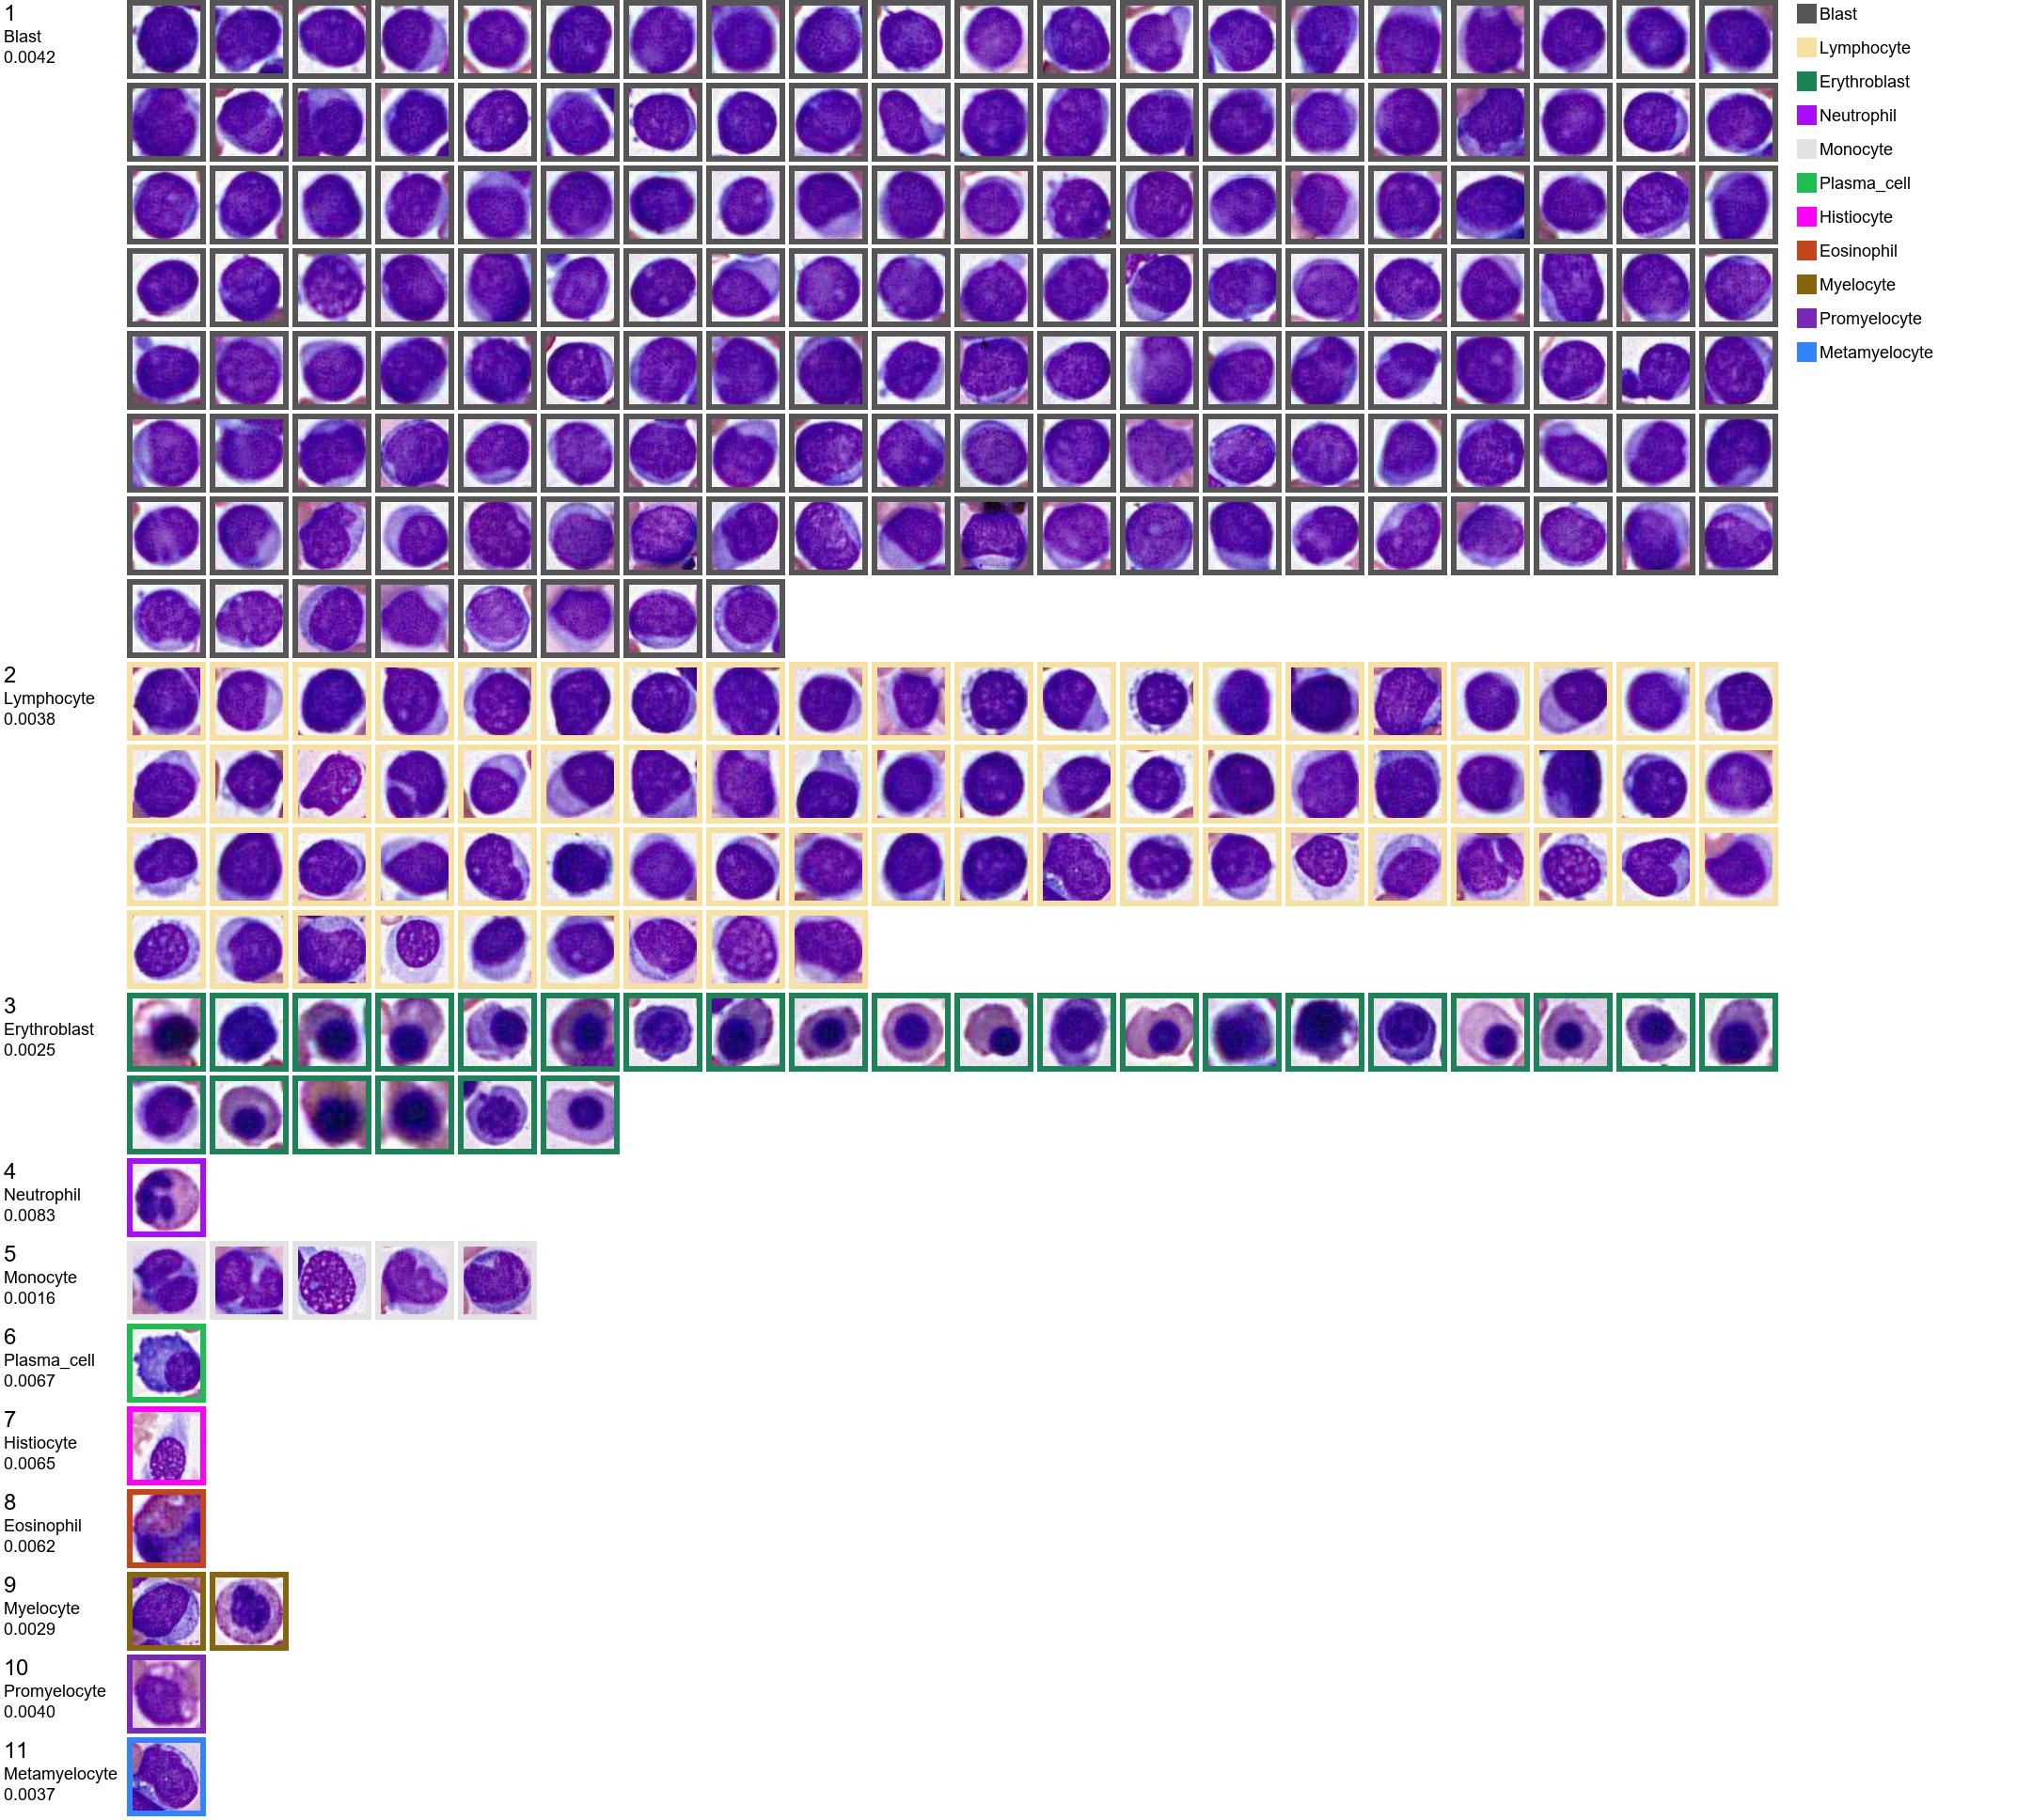 1
Blast
0.0042
2
Lymphocyte
0.0038
3
Erythroblast
0.0025
4
Neutrophil
0.0083
5
Monocyte
0.0016
6
Plasma_cell
0.0067
7
Histiocyte
0.0065
8
Eosinophil
0.0062
9
Myelocyte
0.0029
10
Promyelocyte
0.0040
11
Metamyelocyte
0.0037
Blast
Lymphocyte
Erythroblast
Neutrophil
Monocyte
Plasma_cell
Histiocyte
Eosinophil
Myelocyte
Promyelocyte
Metamyelocyte